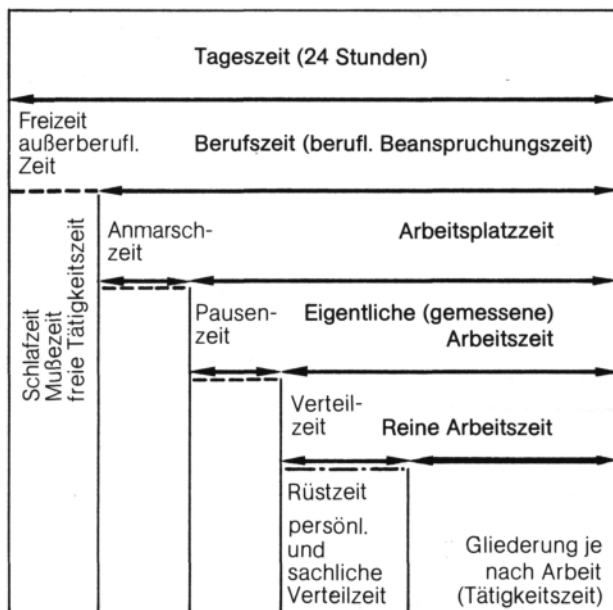 Tageszeit (24 Stunden)
Freizeit
außerberufl.
Zeit
Berufszeit (berufl. Beanspruchungszeit)
Schlafzeit
Mußezeit
freie Tätigkeitszeit
Anmarsch-
zeit
Arbeitsplatzzeit
Pausen-
zeit
Eigentliche (gemessene)
Arbeitszeit
Verteil-
zeit
Reine Arbeitszeit
Rüstzeit
persönl.
und
sachliche
Verteilzeit
Gliederung je
nach Arbeit
(Tätigkeitszeit)